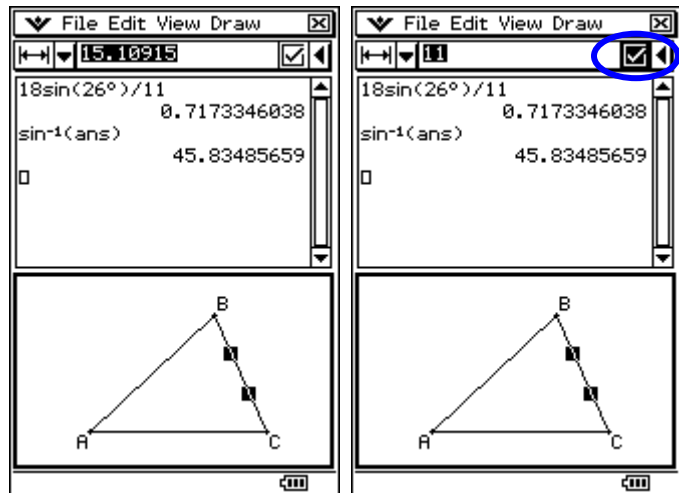 File Edit View Draw
15.10915
18sin(26°)/11
0.7173346038
sin⁻¹(ans)
45.83485659
B
A
C
File Edit View Draw
11
18sin(26°)/11
0.7173346038
sin⁻¹(ans)
45.83485659
B
A
C